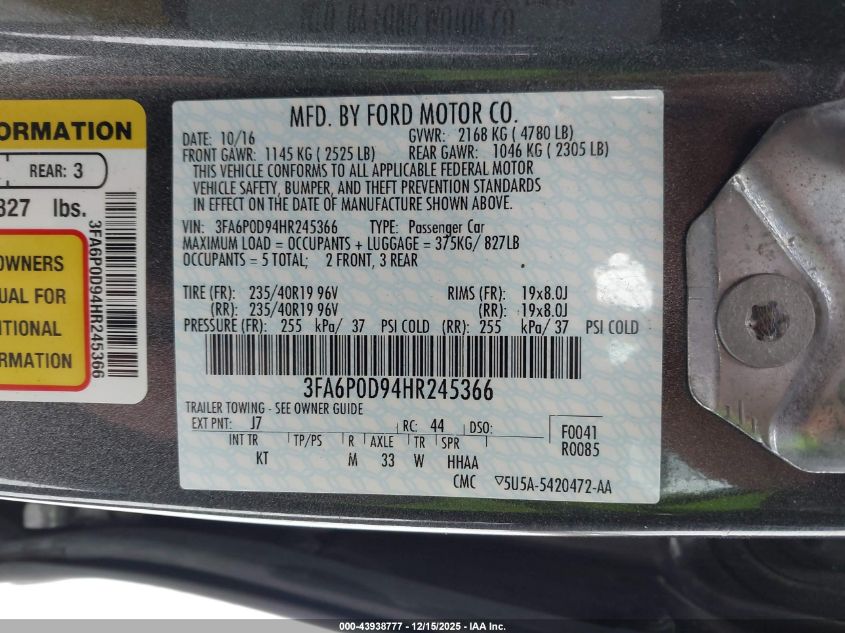 ORMATION
REAR: 3
827 lbs.
OWNERS
UAL FOR
ITIONAL
ORMATION
3FA6P0D94HR245366
MFD. BY FORD MOTOR CO.
DATE: 10/16 GVWR: 2168 KG ( 4780 LB)
FRONT GAWR: 1145 KG ( 2525 LB) REAR GAWR: 1046 KG ( 2305 LB)
THIS VEHICLE CONFORMS TO ALL APPLICABLE FEDERAL MOTOR
VEHICLE SAFETY, BUMPER, AND THEFT PREVENTION STANDARDS
IN EFFECT ON THE DATE OF MANUFACTURE SHOWN ABOVE.
VIN: 3FA6P0D94HR245366 TYPE: Passenger Car
MAXIMUM LOAD = OCCUPANTS + LUGGAGE = 375KG/ 827LB
OCCUPANTS = 5 TOTAL; 2 FRONT, 3 REAR
TIRE (FR): 235/40R19 96V RIMS (FR): 19x8.0J
(RR): 235/40R19 96V (RR): 19x8.0J
PRESSURE (FR): 255 kPa/ 37 PSI COLD (RR): 255 kPa/ 37 PSI COLD
3FA6P0D94HR245366
TRAILER TOWING - SEE OWNER GUIDE
EXT PNT: J7 RC: 44 DSO: F0041
INT TR TP/PS R AXLE TR SPR R0085
KT M 33 W HHAA
CMC ▽5U5A-5420472-AA
000-43938777 - 12/15/2025 - IAA Inc.